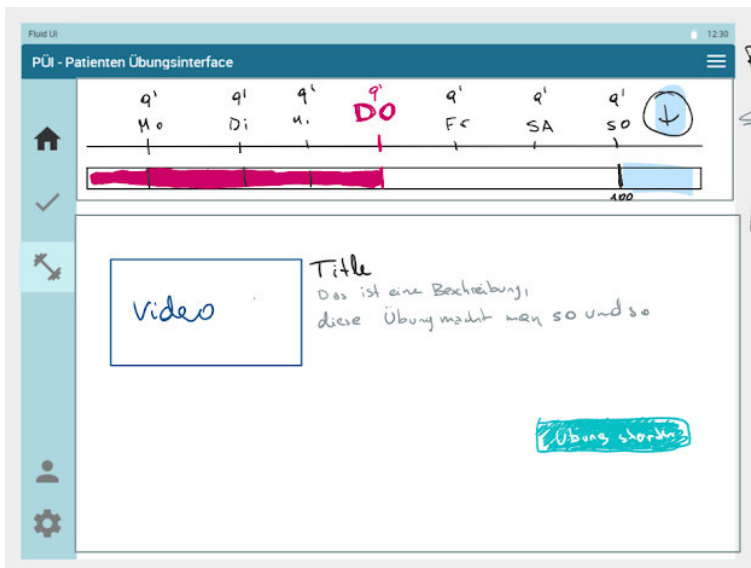 Fluid UI 12:30
PÜI - Patienten Übungsinterface
9' 9' 9' 9' 9' 9' 9'
Mo Di Mi DO Fr SA SO
100
Video
Title
Das ist eine Beschreibung,
diese Übung macht man so und so
Übung starten